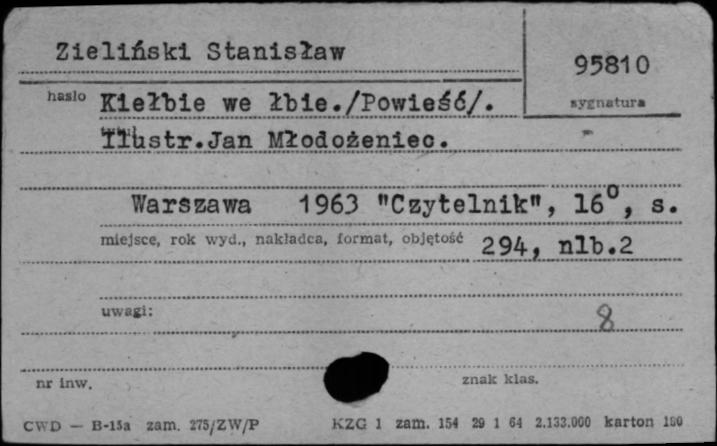 Zieliński Stanisław
95810
hasło Kiełbie we łbie./Powieść/.
sygnatura
Ilustr.Jan Młodożeniec.
Warszawa 1963 "Czytelnik", 16°, s.
miejsce, rok wyd., nakładca, format, objętość 294, nlb.2
uwagi: 8
nr inw. znak klas.
CWD — B-15a zam. 275/ZW/P KZG 1 zam. 154 29 1 64 2.133.000 karton